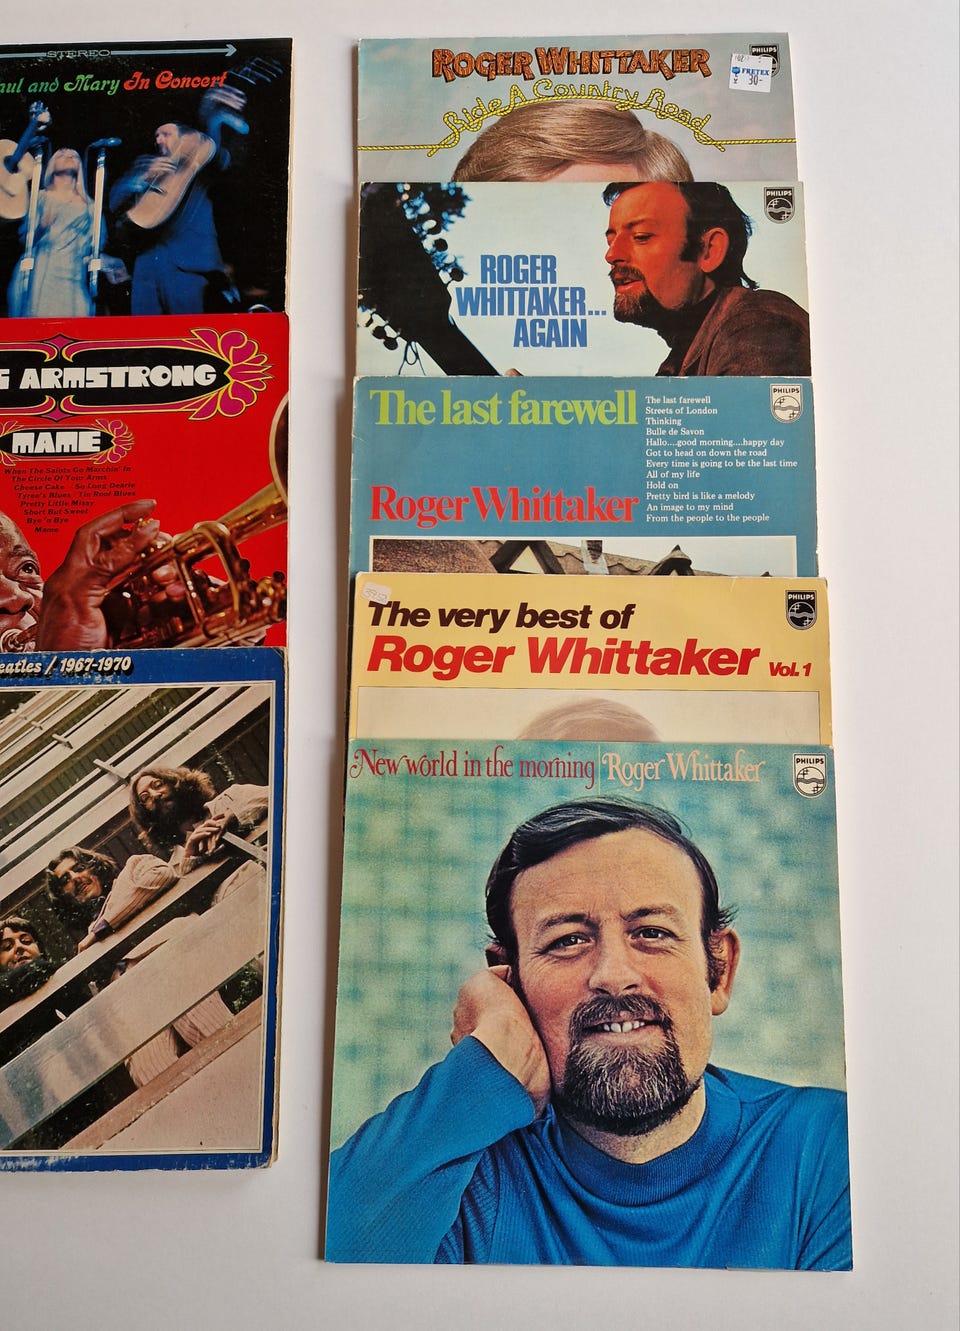 STEREO
and Mary In Concert
ARMSTRONG
MAME
When The Saints Go Marchin' In
The Circle Of Your Arms
Cheese Cake So Long Dearie
Tyree's Blues Tin Roof Blues
Pretty Little Missy
Short But Sweet
Bye 'n Bye
Mame
eatles / 1967-1970
ROGER WHITTAKER
Ride A Country Road
PHILIPS
FRETEX
30-
ROGER
WHITTAKER...
AGAIN
PHILIPS
The last farewell
Roger Whittaker
The last farewell
Streets of London
Thinking
Bulle de Savon
Hallo....good morning....happy day
Got to head on down the road
Every time is going to be the last time
All of my life
Hold on
Pretty bird is like a melody
An image to my mind
From the people to the people
PHILIPS
The very best of
Roger Whittaker Vol. 1
PHILIPS
New world in the morning Roger Whittaker
PHILIPS